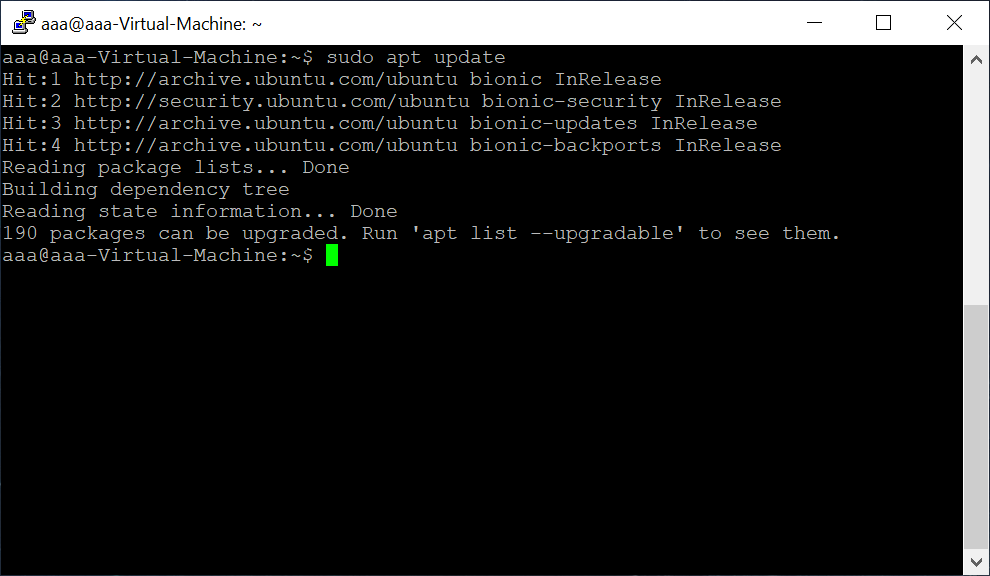 aaa@aaa-Virtual-Machine: ~
aaa@aaa-Virtual-Machine:~$ sudo apt update
Hit:1 http://archive.ubuntu.com/ubuntu bionic InRelease
Hit:2 http://security.ubuntu.com/ubuntu bionic-security InRelease
Hit:3 http://archive.ubuntu.com/ubuntu bionic-updates InRelease
Hit:4 http://archive.ubuntu.com/ubuntu bionic-backports InRelease
Reading package lists... Done
Building dependency tree
Reading state information... Done
190 packages can be upgraded. Run 'apt list --upgradable' to see them.
aaa@aaa-Virtual-Machine:~$